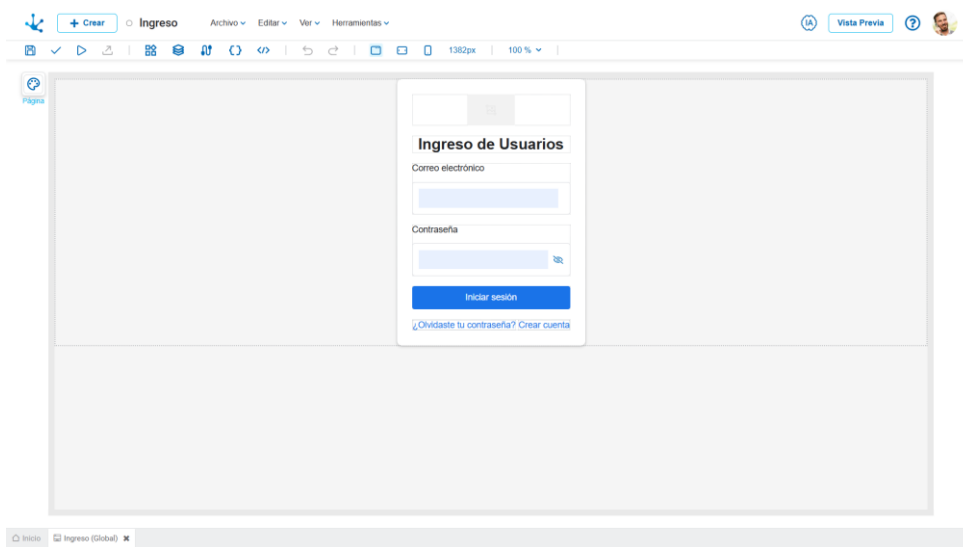 + Crear
Ingreso
Archivo Editar Ver Herramientas
IA
Vista Previa
?
1382px
100 %
Página
Ingreso de Usuarios
Correo electrónico
Contraseña
Iniciar sesión
¿Olvidaste tu contraseña? Crear cuenta
Inicio
Ingreso (Global)